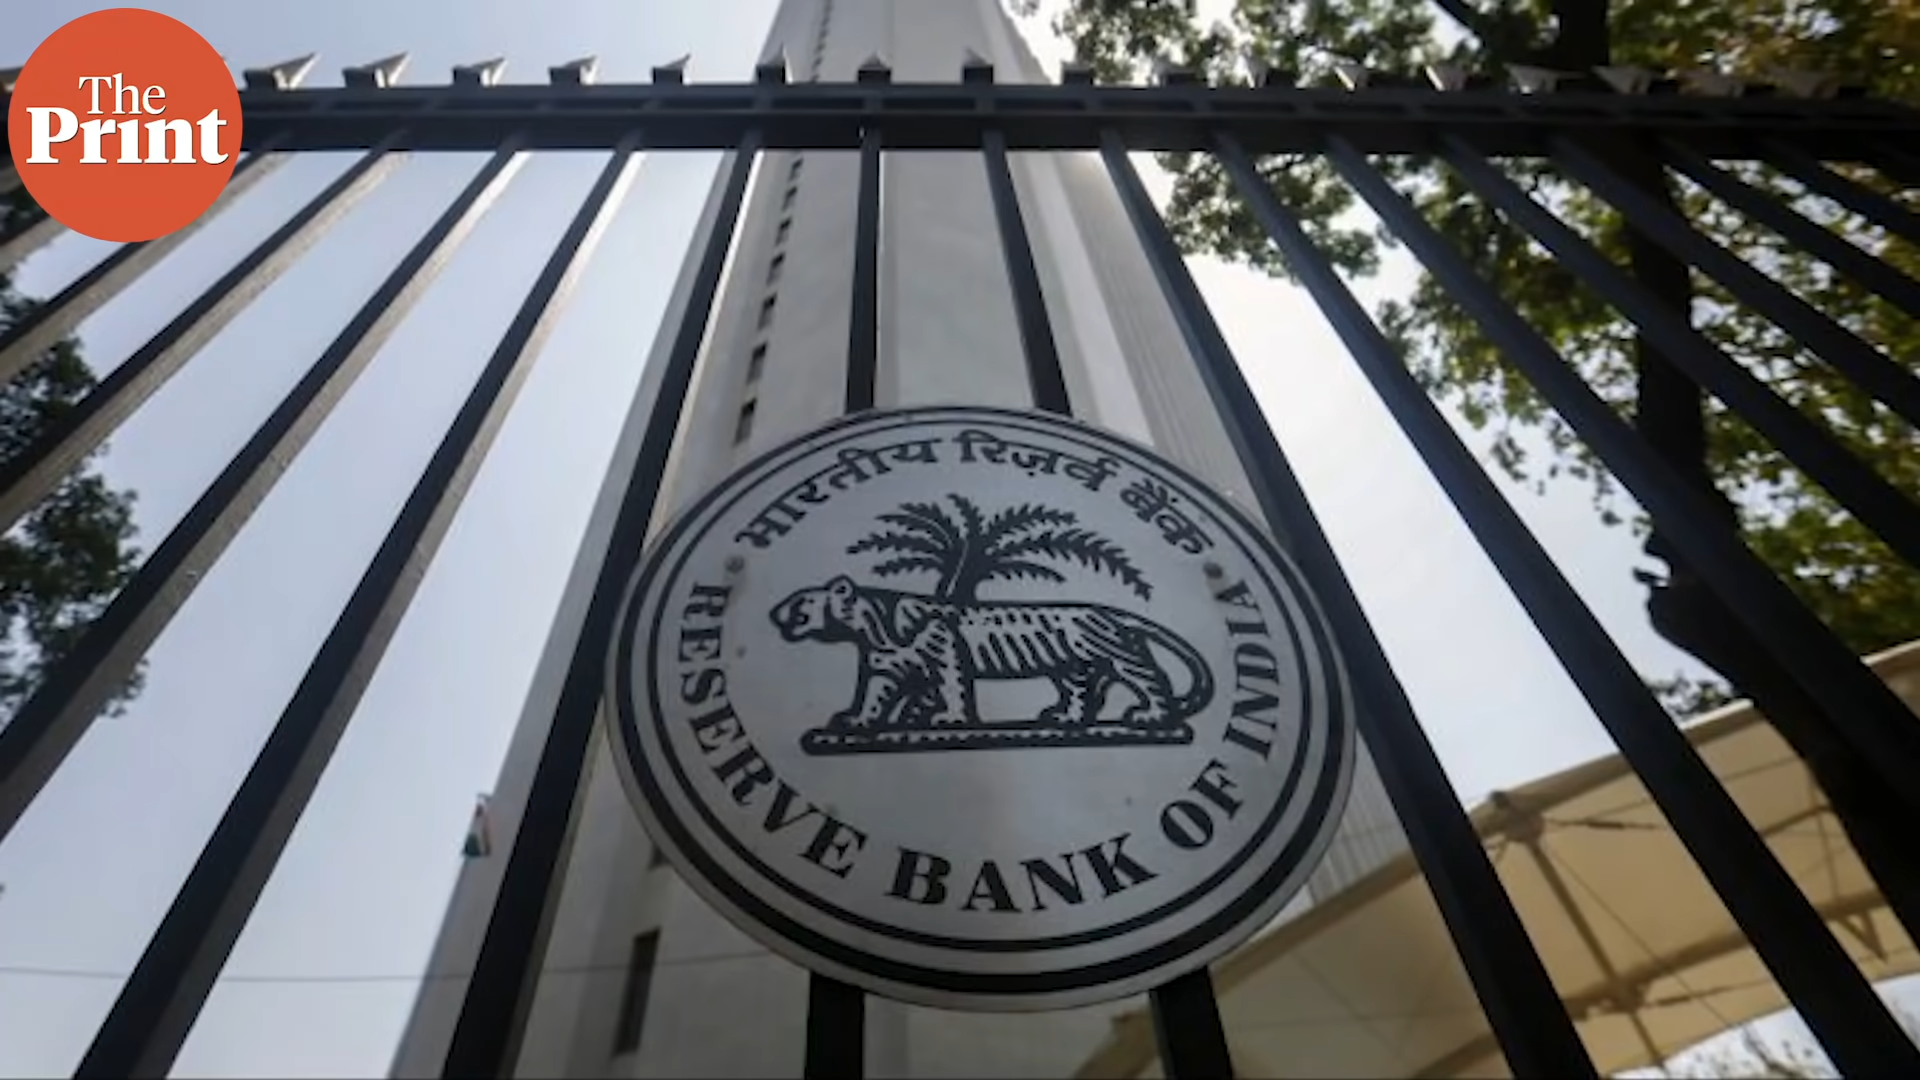 The
Print
भारतीय रिज़र्व बैंक
RESERVE BANK OF INDIA